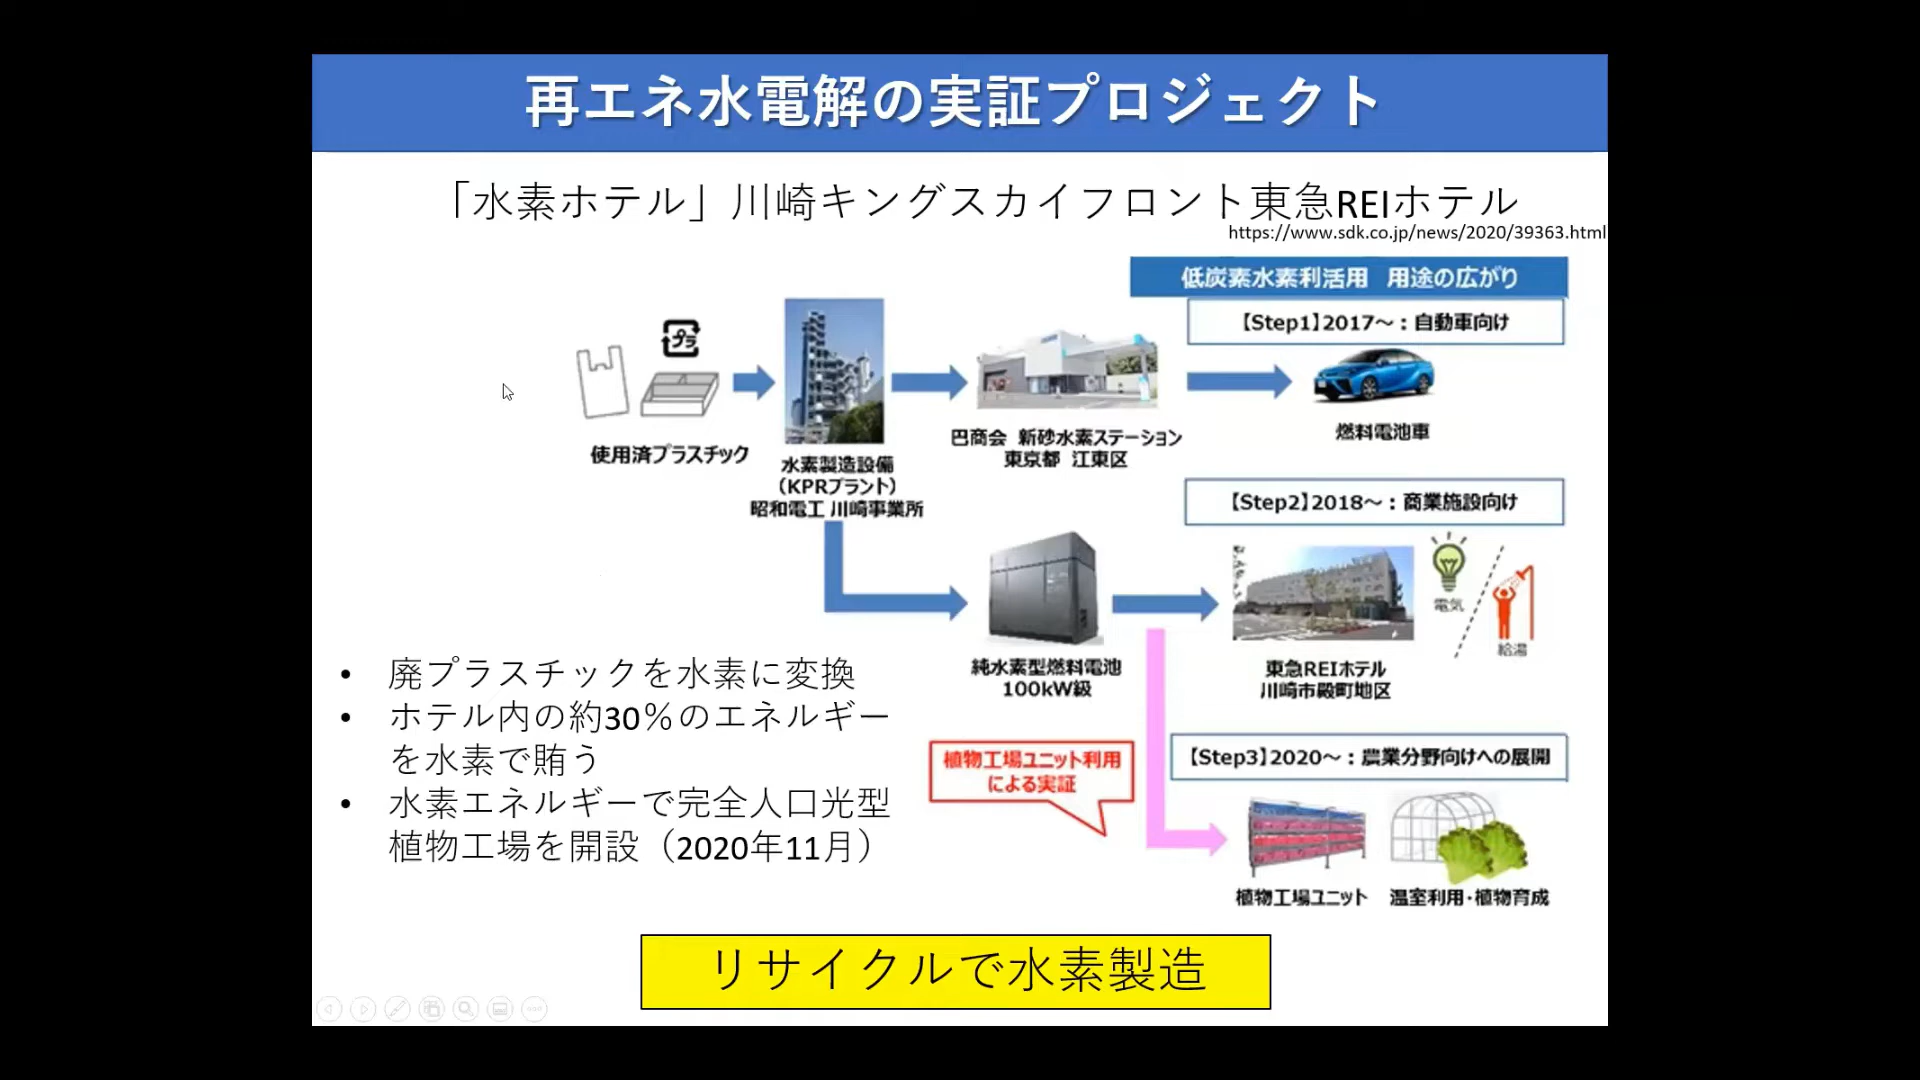 再エネ水電解の実証プロジェクト
「水素ホテル」川崎キングスカイフロント東急REIホテル
https://www.sdk.co.jp/news/2020/39363.html
低炭素水素利活用　用途の広がり
【Step1】2017～：自動車向け
プラ
使用済プラスチック
水素製造設備
（KPRプラント）
昭和電工 川崎事業所
巴商会　新砂水素ステーション
東京都　江東区
燃料電池車
【Step2】2018～：商業施設向け
電気
給湯
純水素型燃料電池
100kW級
東急REIホテル
川崎市殿町地区
• 廃プラスチックを水素に変換
• ホテル内の約30％のエネルギー
を水素で賄う
• 水素エネルギーで完全人口光型
植物工場を開設（2020年11月）
植物工場ユニット利用
による実証
【Step3】2020～：農業分野向けへの展開
植物工場ユニット
温室利用・植物育成
リサイクルで水素製造